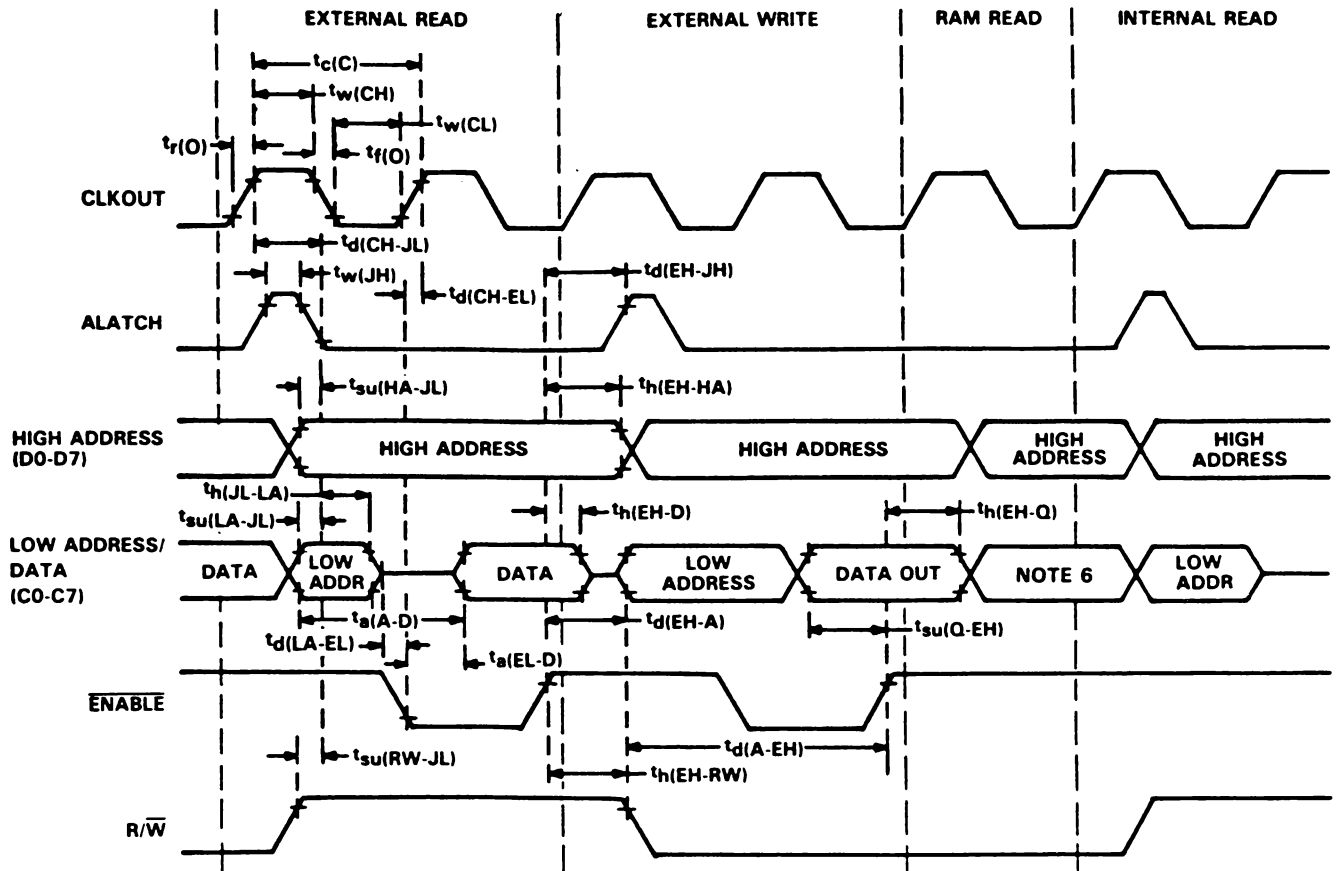 EXTERNAL READ
EXTERNAL WRITE
RAM READ
INTERNAL READ
tc(C)
tw(CH)
tw(CL)
tr(O)
tf(O)
CLKOUT
td(CH-JL)
tw(JH)
td(EH-JH)
td(CH-EL)
ALATCH
tsu(HA-JL)
th(EH-HA)
HIGH ADDRESS
(D0-D7)
HIGH ADDRESS
HIGH ADDRESS
HIGH
ADDRESS
HIGH
ADDRESS
th(JL-LA)
tsu(LA-JL)
th(EH-D)
th(EH-Q)
LOW ADDRESS/
DATA
(C0-C7)
DATA
LOW
ADDR
DATA
LOW
ADDRESS
DATA OUT
NOTE 6
LOW
ADDR
ta(A-D)
td(EH-A)
tsu(Q-EH)
td(LA-EL)
ta(EL-D)
ENABLE
td(A-EH)
tsu(RW-JL)
th(EH-RW)
R/W